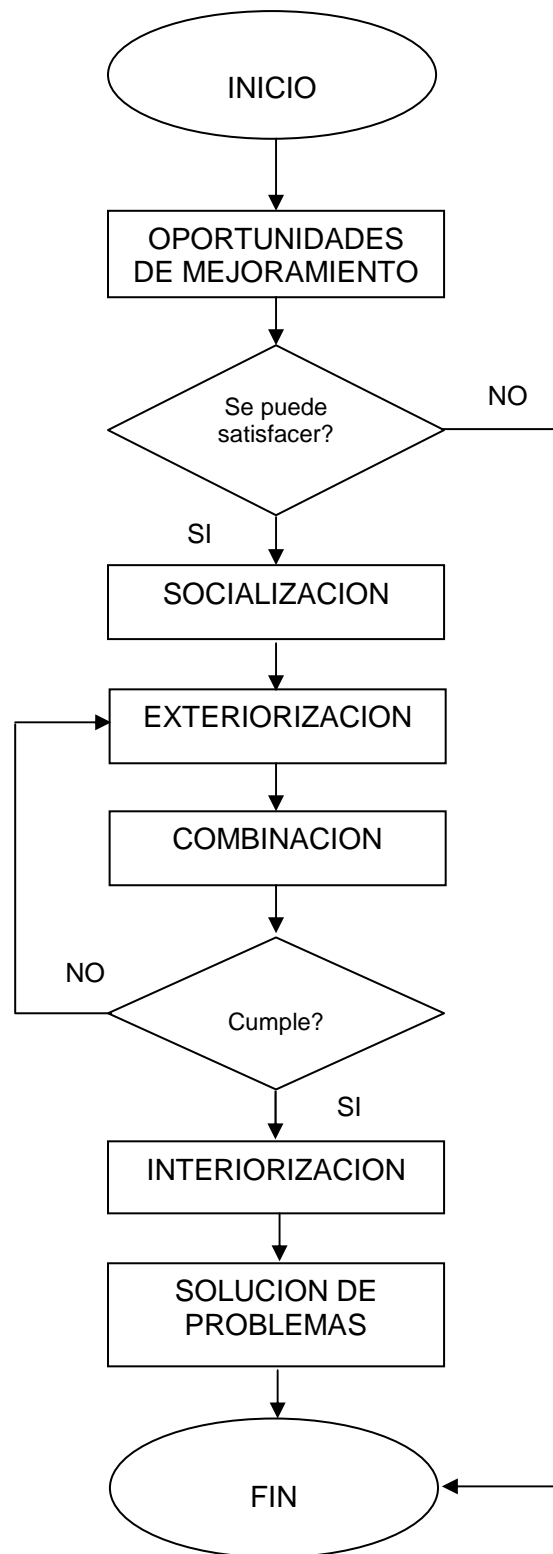 INICIO
OPORTUNIDADES
DE MEJORAMIENTO
Se puede
satisfacer?
NO
SI
SOCIALIZACION
EXTERIORIZACION
COMBINACION
NO
Cumple?
SI
INTERIORIZACION
SOLUCION DE
PROBLEMAS
FIN